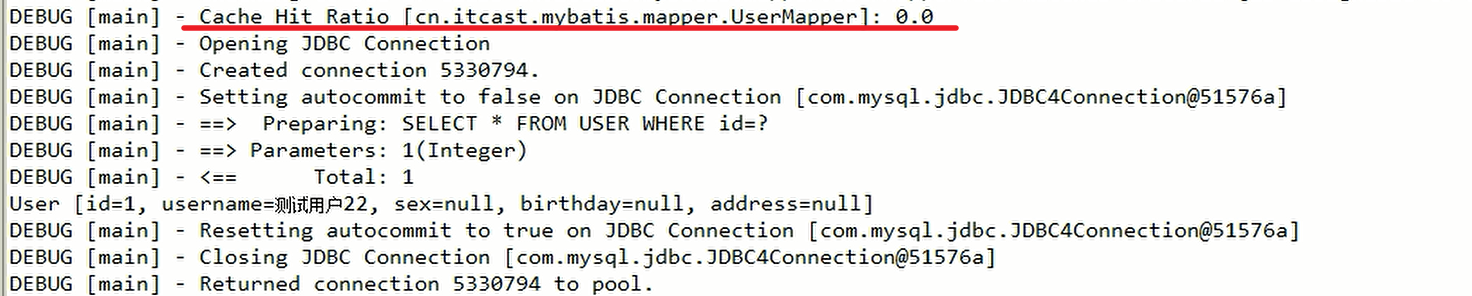 DEBUG [main] - Cache Hit Ratio [cn.itcast.mybatis.mapper.UserMapper]: 0.0
DEBUG [main] - Opening JDBC Connection
DEBUG [main] - Created connection 5330794.
DEBUG [main] - Setting autocommit to false on JDBC Connection [com.mysql.jdbc.JDBC4Connection@51576a]
DEBUG [main] - ==>  Preparing: SELECT * FROM USER WHERE id=?
DEBUG [main] - ==> Parameters: 1(Integer)
DEBUG [main] - <==      Total: 1
User [id=1, username=测试用户22, sex=null, birthday=null, address=null]
DEBUG [main] - Resetting autocommit to true on JDBC Connection [com.mysql.jdbc.JDBC4Connection@51576a]
DEBUG [main] - Closing JDBC Connection [com.mysql.jdbc.JDBC4Connection@51576a]
DEBUG [main] - Returned connection 5330794 to pool.